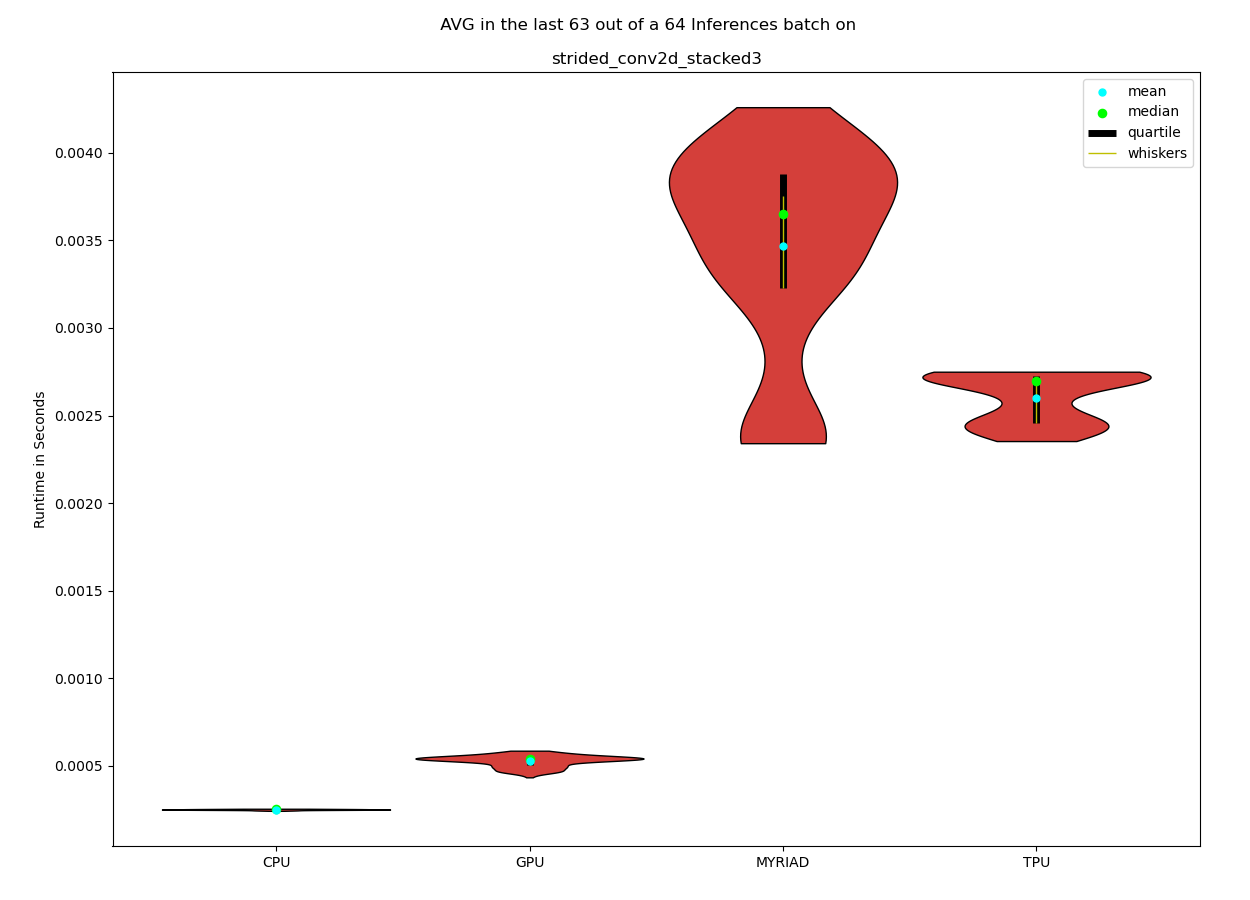 AVG in the last 63 out of a 64 Inferences batch on
strided_conv2d_stacked3
mean
median
quartile
whiskers
Runtime in Seconds
0.0040
0.0035
0.0030
0.0025
0.0020
0.0015
0.0010
0.0005
CPU GPU MYRIAD TPU